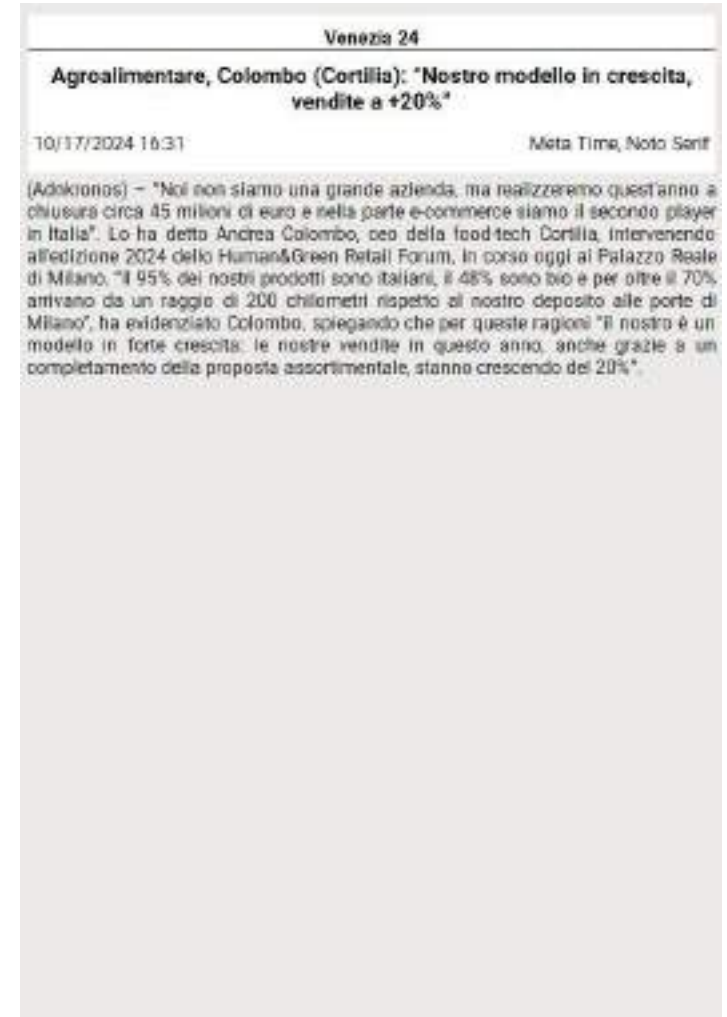 Venezia 24
Agroalimentare, Colombo (Cortilia): "Nostro modello in crescita,
vendite a +20%"
10/17/2024 16:31
Meta Time, Noto Serif
(Adnkronos) – "Noi non siamo una grande azienda, ma realizzeremo quest'anno a
chiusura circa 45 milioni di euro e nella parte e-commerce siamo il secondo player
in Italia". Lo ha detto Andrea Colombo, ceo della food-tech Cortilia, intervenendo
all'edizione 2024 dello Human&Green Retail Forum, in corso oggi al Palazzo Reale
di Milano. "Il 95% dei nostri prodotti sono italiani, il 48% sono bio e per oltre il 70%
arrivano da un raggio di 200 chilometri rispetto al nostro deposito alle porte di
Milano", ha evidenziato Colombo, spiegando che per queste ragioni "il nostro è un
modello in forte crescita: le nostre vendite in questo anno, anche grazie a un
completamento della proposta assortimentale, stanno crescendo del 20%".